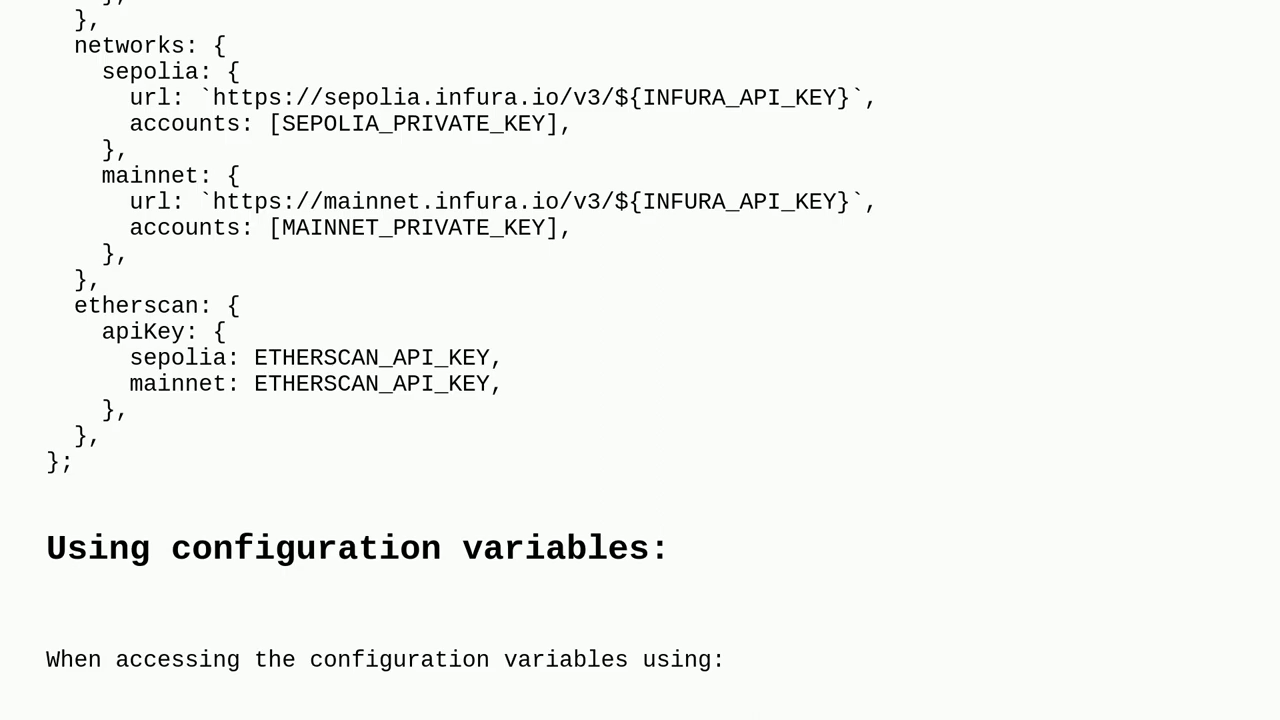 },
networks: {
sepolia: {
url: `https://sepolia.infura.io/v3/${INFURA_API_KEY}`,
accounts: [SEPOLIA_PRIVATE_KEY],
},
mainnet: {
url: `https://mainnet.infura.io/v3/${INFURA_API_KEY}`,
accounts: [MAINNET_PRIVATE_KEY],
},
},
etherscan: {
apiKey: {
sepolia: ETHERSCAN_API_KEY,
mainnet: ETHERSCAN_API_KEY,
},
},
};
Using configuration variables:
When accessing the configuration variables using: